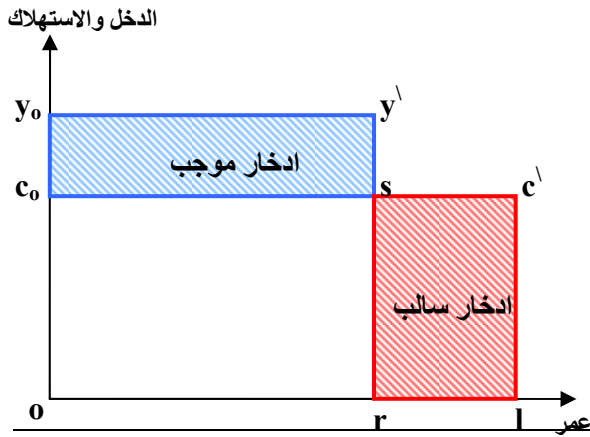 الدخل والاستهلاك
y₀ y\
ادخار موجب
c₀ s c\
ادخار سالب
o r l عمر